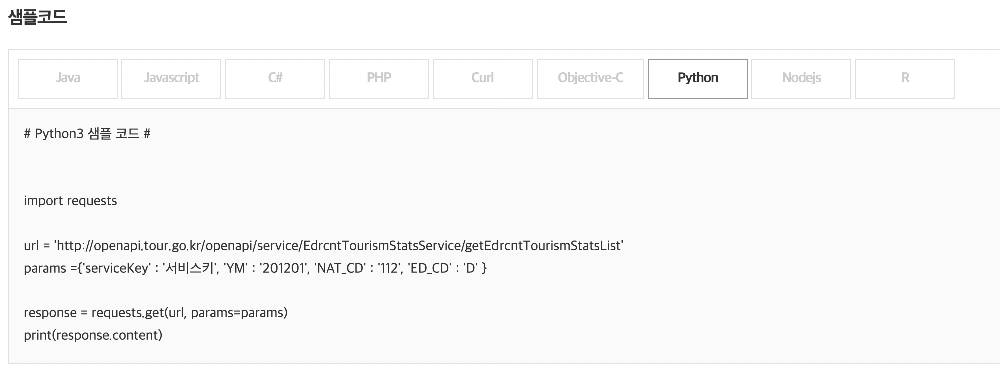 샘플코드
Java Javascript C# PHP Curl Objective-C Python Nodejs R
# Python3 샘플 코드 #
import requests
url = 'http://openapi.tour.go.kr/openapi/service/EdrcntTourismStatsService/getEdrcntTourismStatsList'
params ={'serviceKey' : '서비스키', 'YM' : '201201', 'NAT_CD' : '112', 'ED_CD' : 'D' }
response = requests.get(url, params=params)
print(response.content)